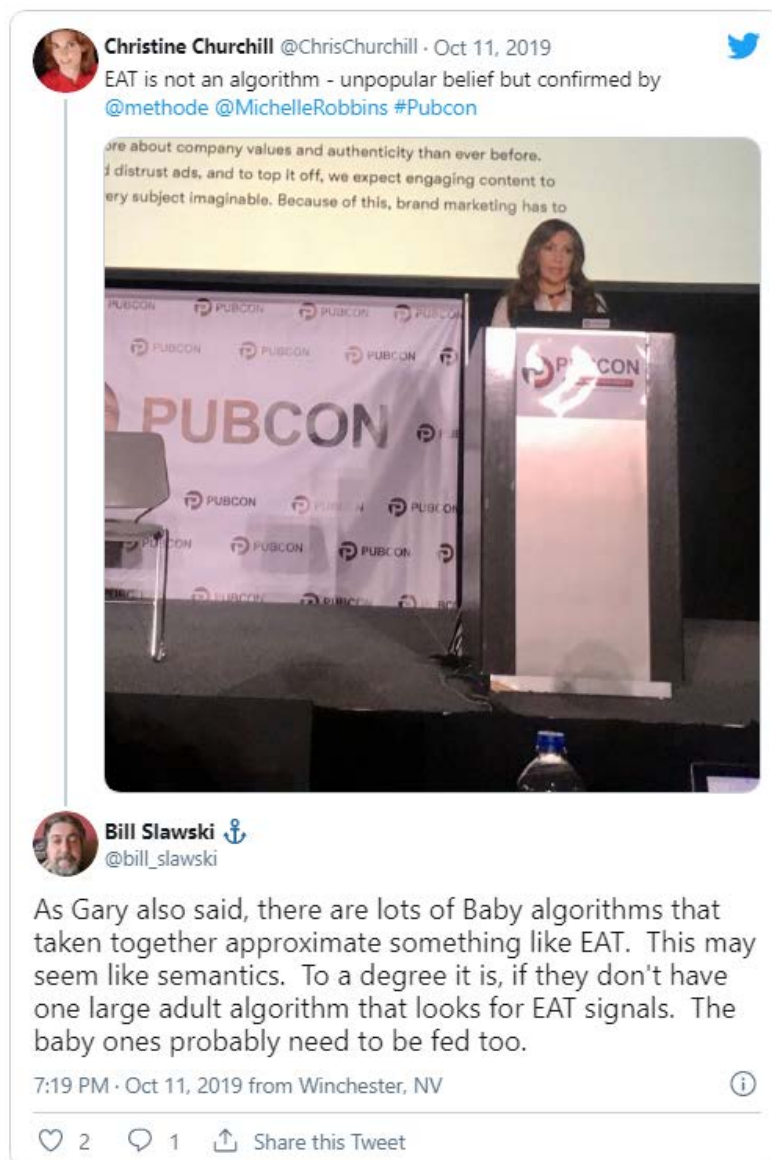 Christine Churchill @ChrisChurchill · Oct 11, 2019
EAT is not an algorithm - unpopular belief but confirmed by
@methode @MichelleRobbins #Pubcon
ore about company values and authenticity than ever before.
distrust ads, and to top it off, we expect engaging content to
ery subject imaginable. Because of this, brand marketing has to
PUBCON PUBCON PUBCON PUBCON
PUBCON PUBCON PUBCON
PUBCON
PUBCON
PUBCON PUBCON
PUBCON PUBCON PUBCON
PUBCON
Bill Slawski
@bill_slawski
As Gary also said, there are lots of Baby algorithms that
taken together approximate something like EAT. This may
seem like semantics. To a degree it is, if they don't have
one large adult algorithm that looks for EAT signals. The
baby ones probably need to be fed too.
7:19 PM · Oct 11, 2019 from Winchester, NV
2 1 Share this Tweet